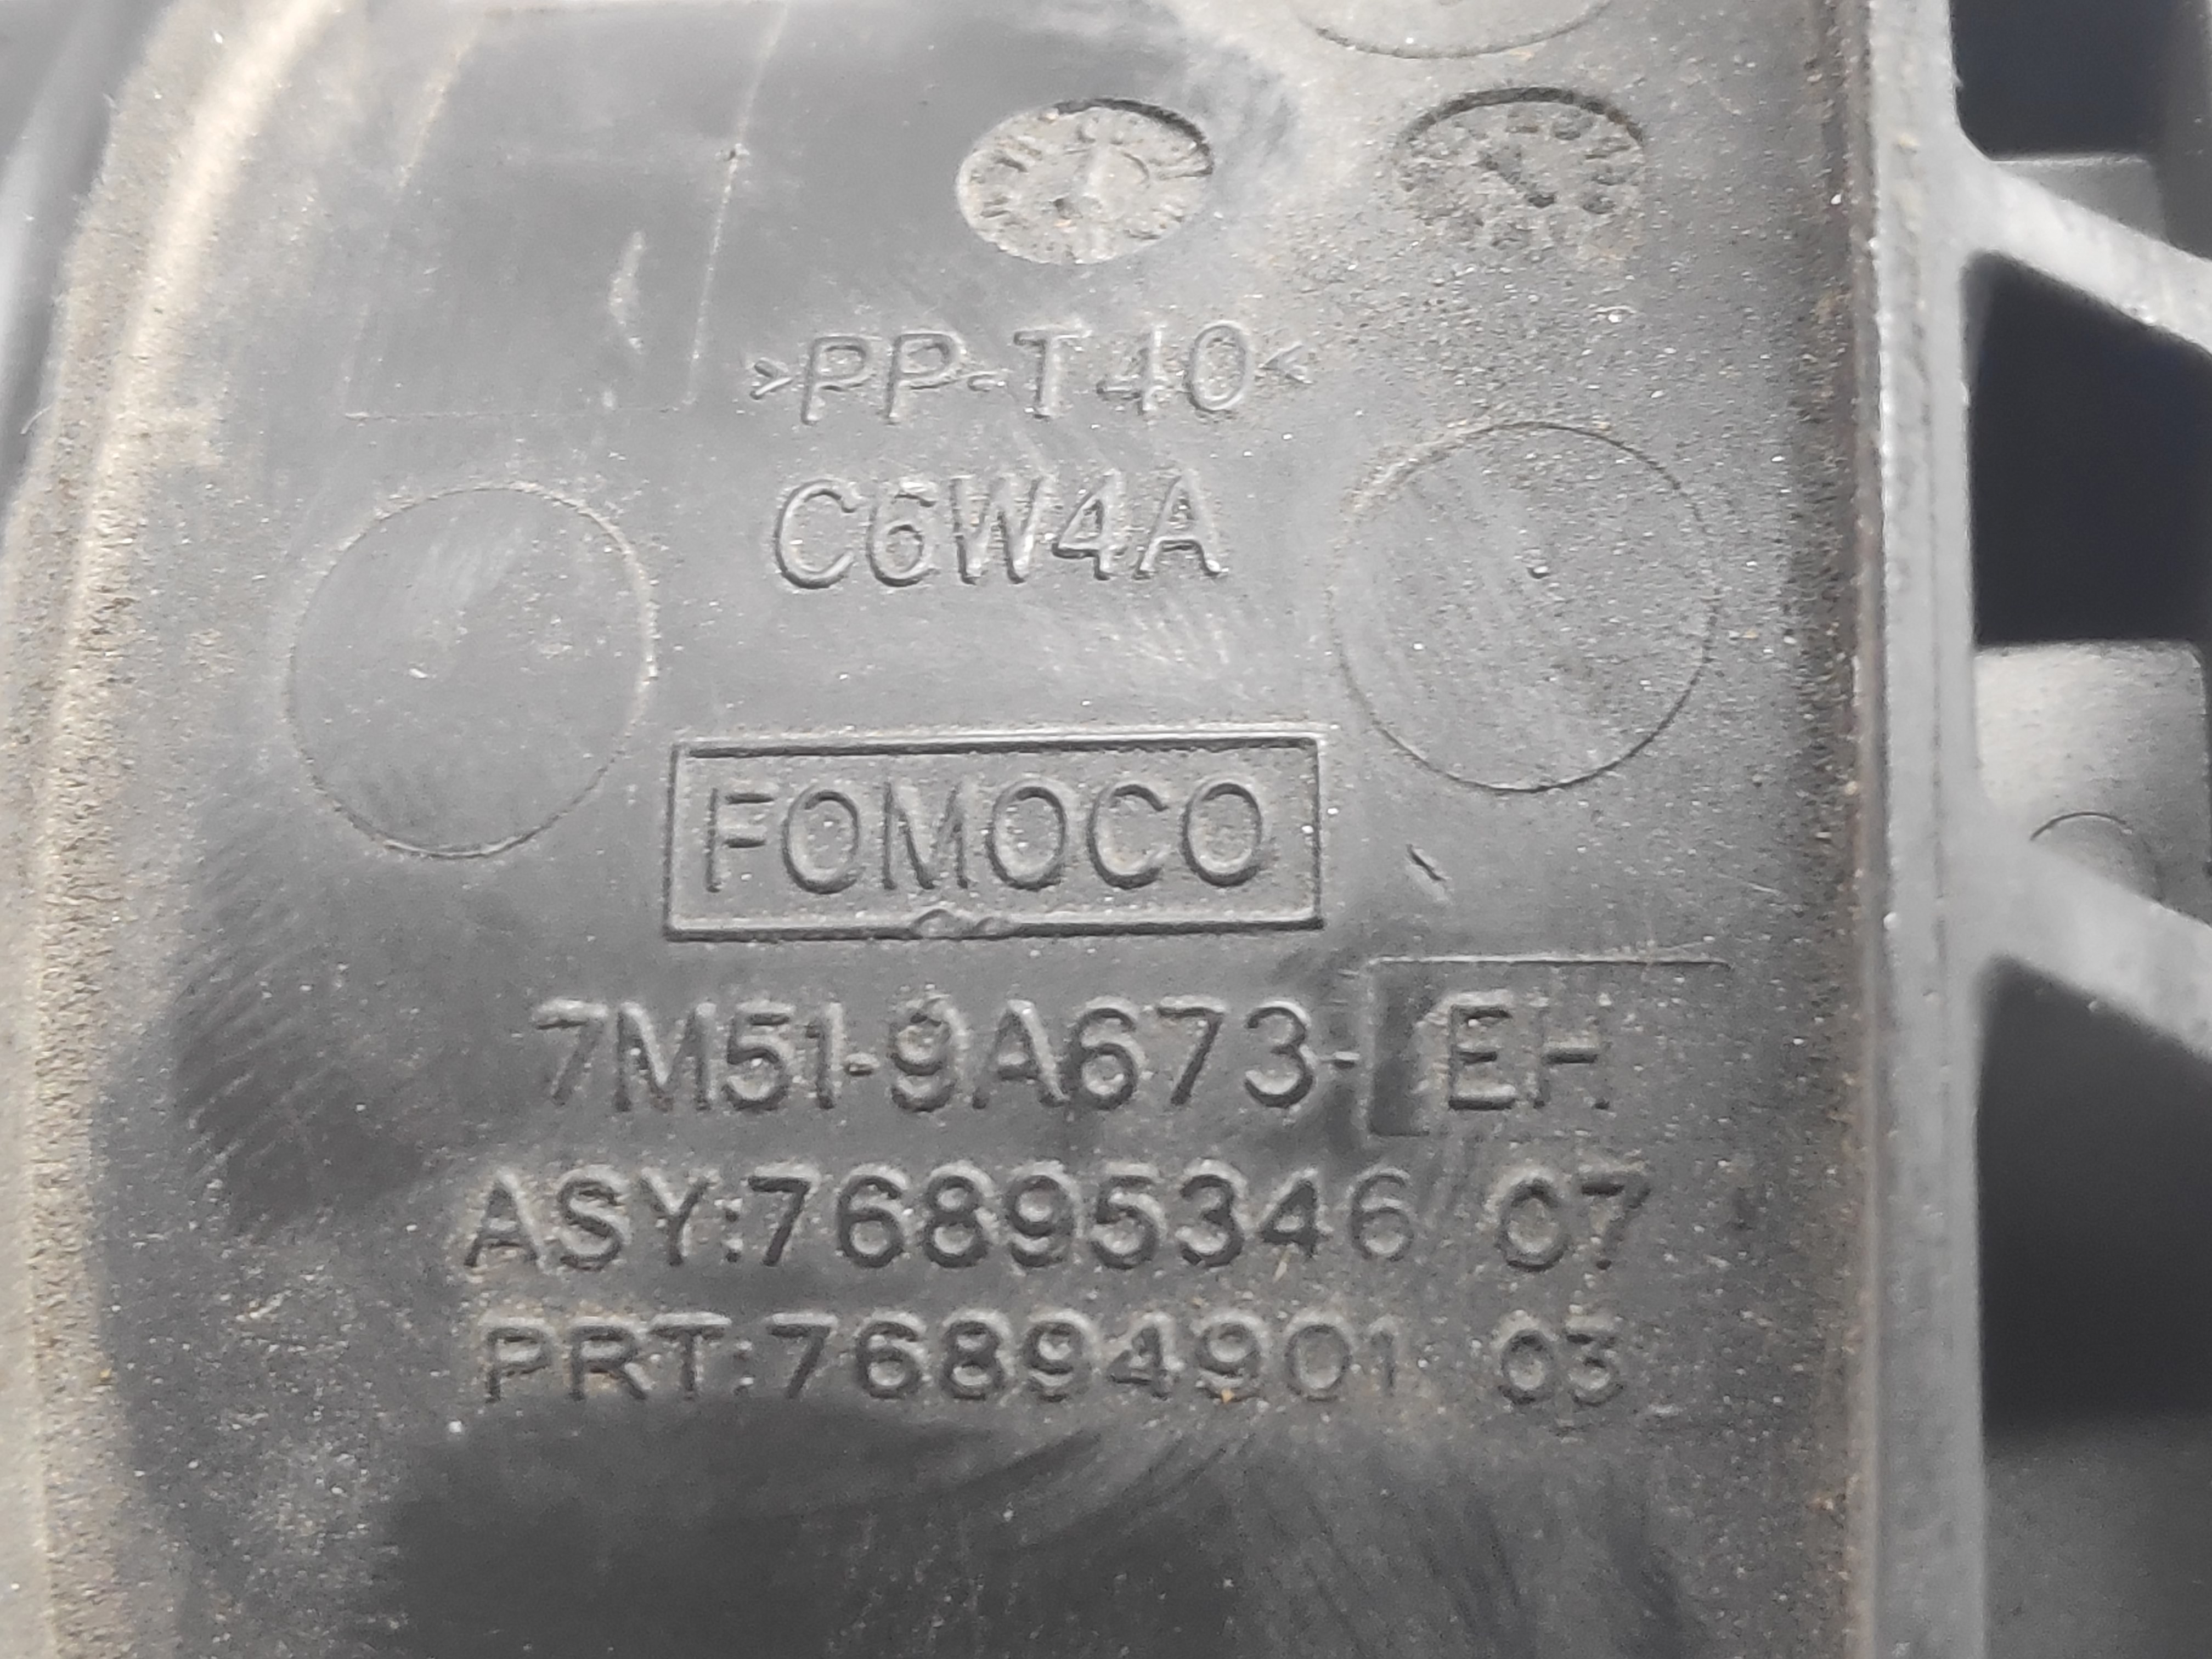 >PP-T40<
C6W4A
FOMOCO
7M51-9A673-EH
ASY:76895346 07
PRT:76894901 03